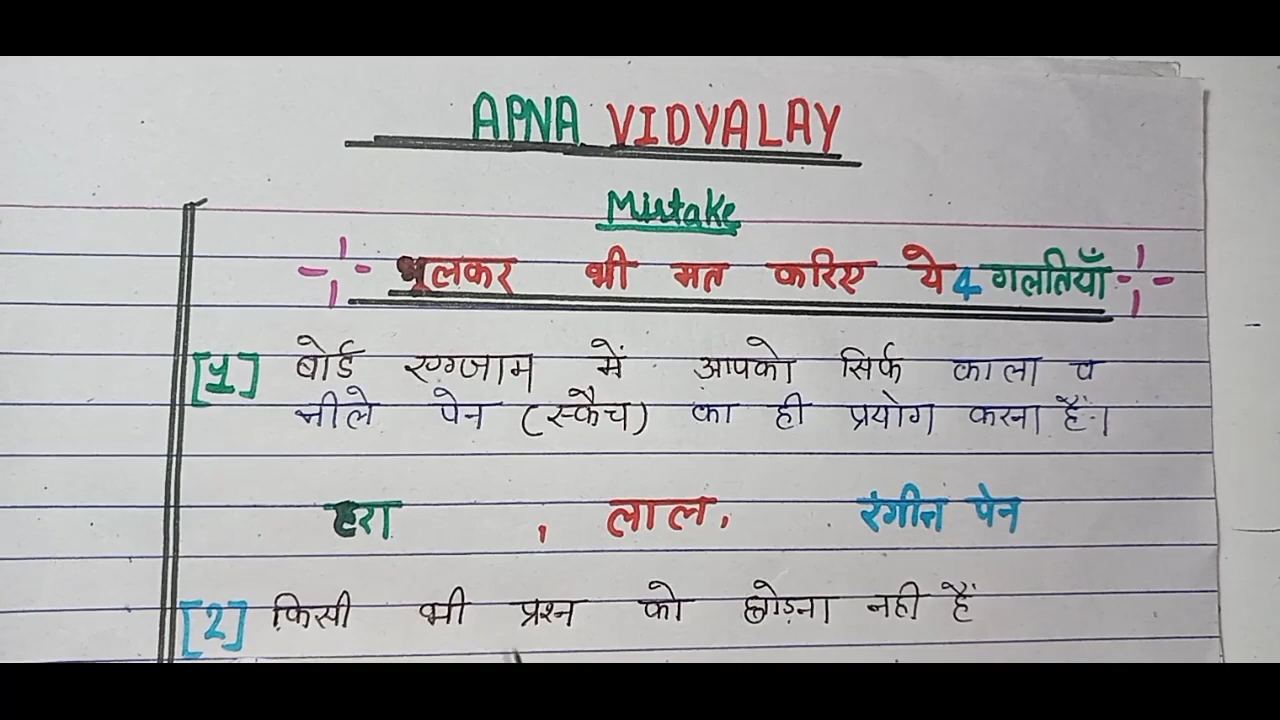 APNA VIDYALAY
Mistake
भूलकर भी मत करिए ये 4 गलतियाँ
[1] बोर्ड एग्जाम में आपको सिर्फ काला व
नीले पेन (स्कैच) का ही प्रयोग करना हैं।
हरा , लाल, रंगीन पेन
[2] किसी भी प्रश्न को छोड़ना नही हैं